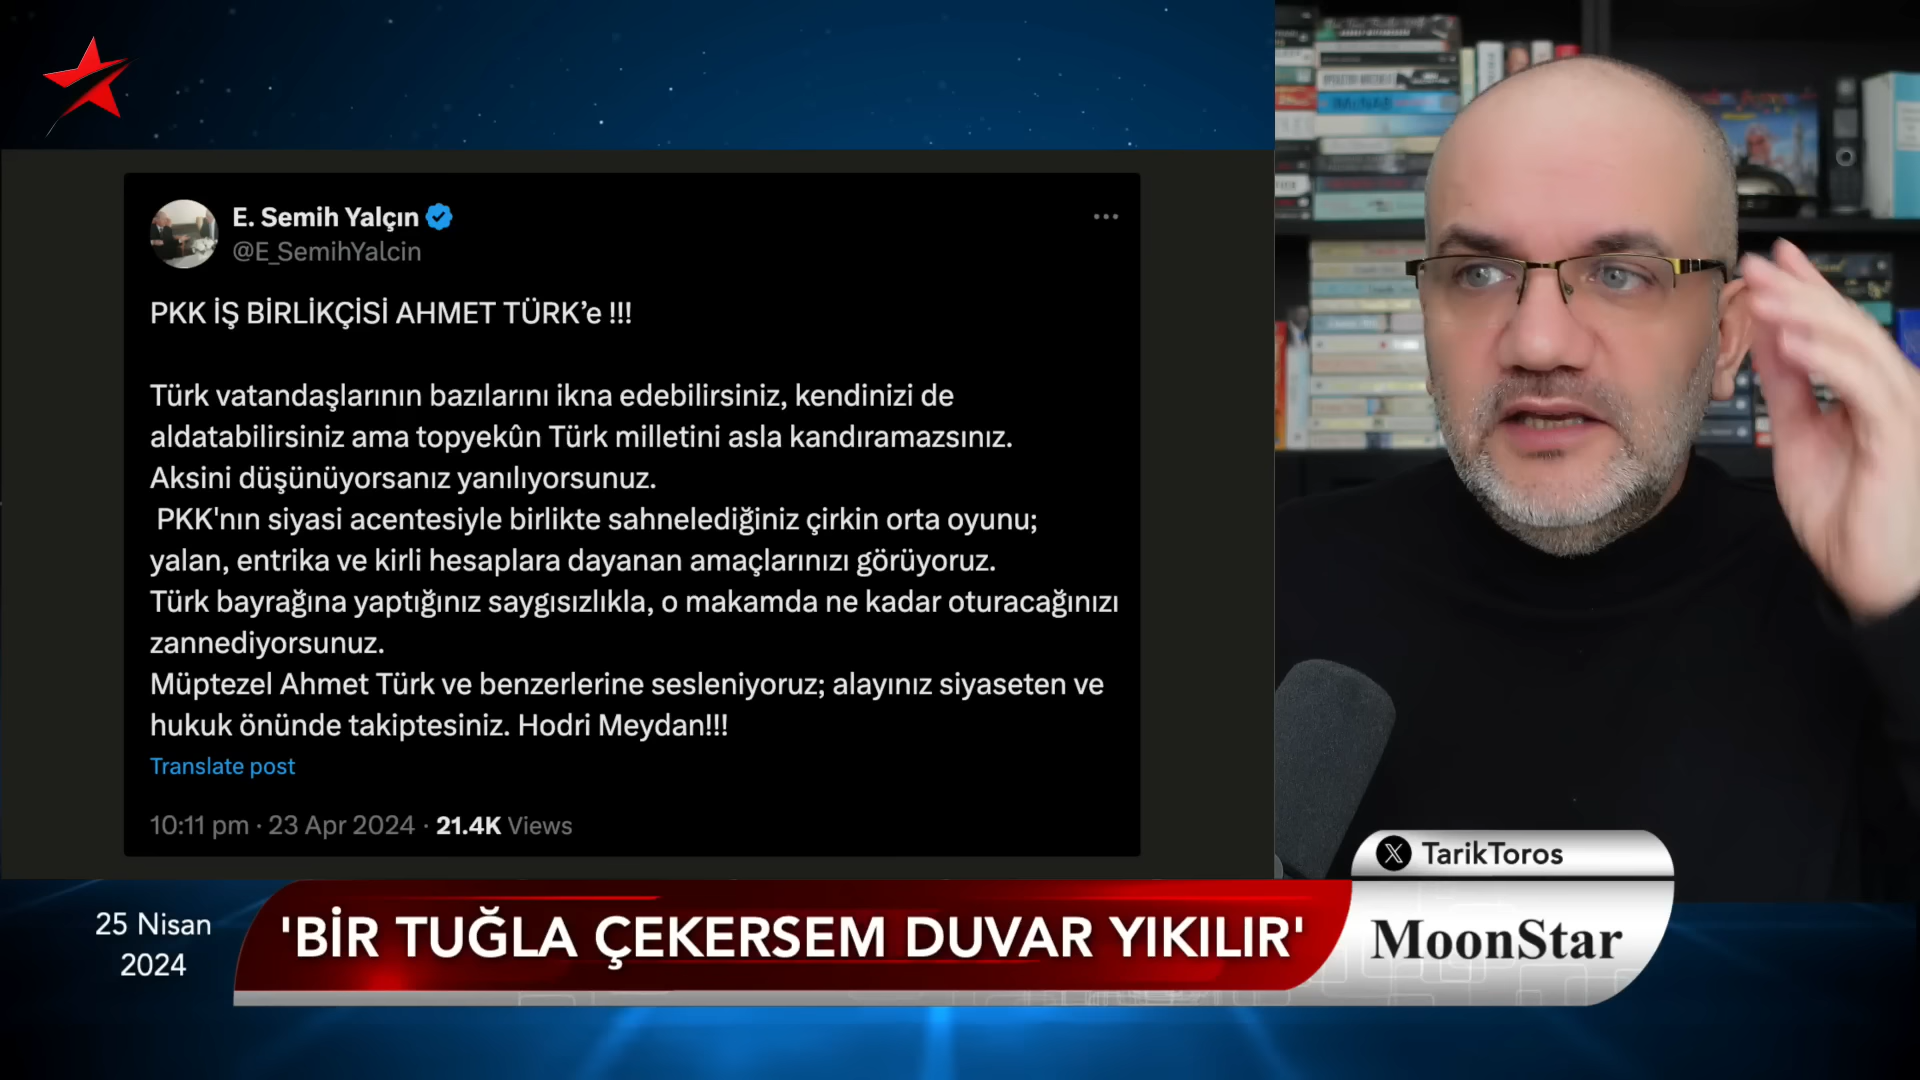 E. Semih Yalçın
@E_SemihYalcin
PKK İŞ BİRLİKÇİSİ AHMET TÜRK’e !!!
Türk vatandaşlarının bazılarını ikna edebilirsiniz, kendinizi de
aldatabilirsiniz ama topyekûn Türk milletini asla kandıramazsınız.
Aksini düşünüyorsanız yanılıyorsunuz.
PKK'nın siyasi acentesiyle birlikte sahnelediğiniz çirkin orta oyunu;
yalan, entrika ve kirli hesaplara dayanan amaçlarınızı görüyoruz.
Türk bayrağına yaptığınız saygısızlıkla, o makamda ne kadar oturacağınızı
zannediyorsunuz.
Müptezel Ahmet Türk ve benzerlerine sesleniyoruz; alayınız siyaseten ve
hukuk önünde takiptesiniz. Hodri Meydan!!!
Translate post
10:11 pm · 23 Apr 2024 · 21.4K Views
X TarikToros
25 Nisan
2024
'BİR TUĞLA ÇEKERSEM DUVAR YIKILIR'
MoonStar